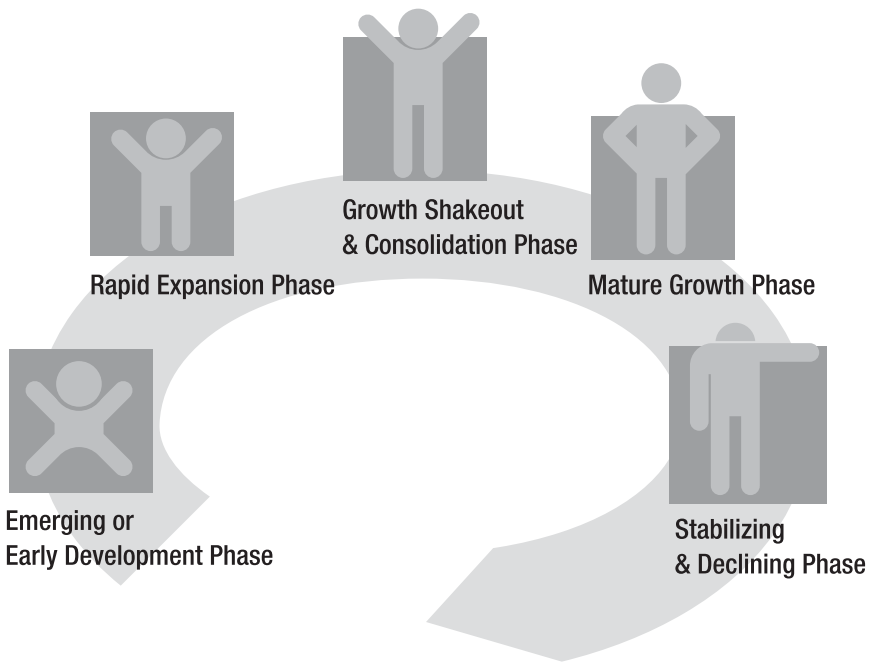 Growth Shakeout
& Consolidation Phase
Rapid Expansion Phase
Mature Growth Phase
Emerging or
Early Development Phase
Stabilizing
& Declining Phase